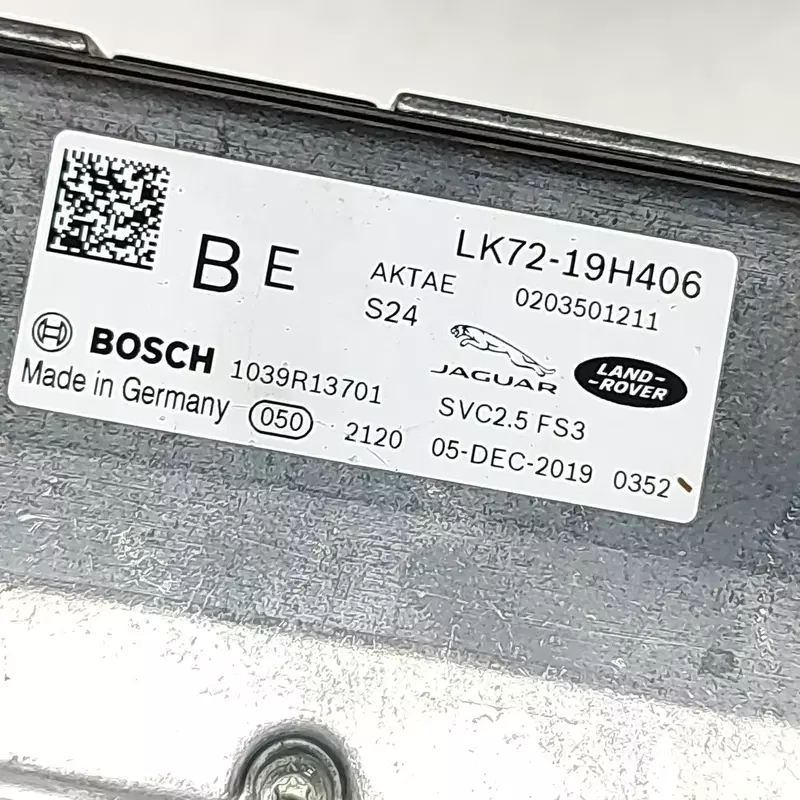 B E
LK72-19H406
AKTAE
0203501211
S24
BOSCH
1039R13701
JAGUAR
LAND-
-ROVER
Made in Germany
050
2120
SVC2.5 FS3
05-DEC-2019
0352